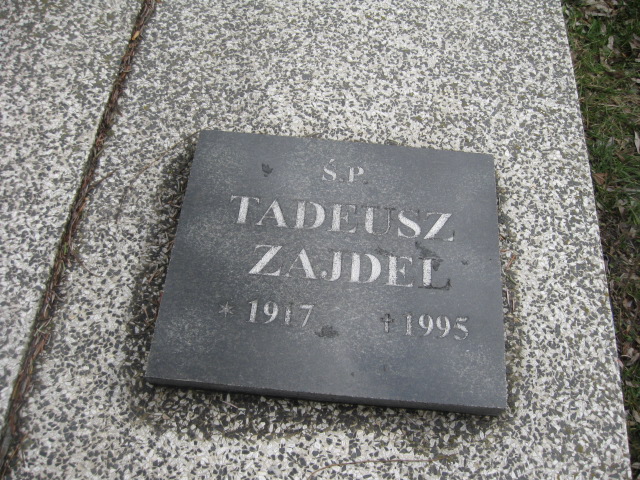 Ś.P.
TADEUSZ
ZAJDEL
* 1917 † 1995